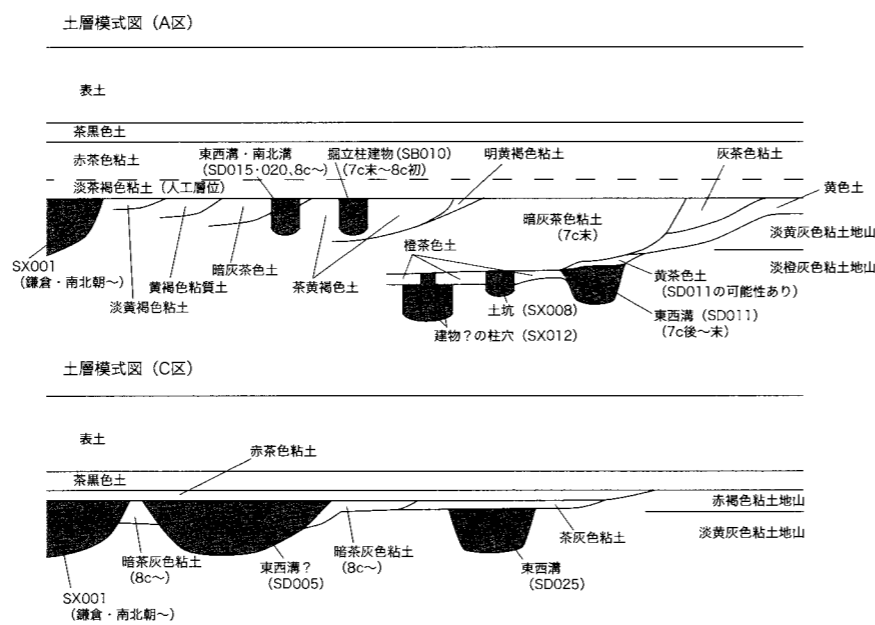 土層模式図（A区）
表土
茶黒色土
赤茶色粘土
東西溝・南北溝
（SD015・020、8c～）
掘立柱建物（SB010）
（7c末～8c初）
明黄褐色粘土
灰茶色粘土
淡茶褐色粘土（人工層位）
黄色土
暗灰茶色粘土
（7c末）
淡黄灰色粘土地山
橙茶色土
SX001
（鎌倉・南北朝～）
黄褐色粘質土
暗灰茶色土
茶黄褐色土
黄茶色土
（SD011の可能性あり）
淡橙灰色粘土地山
淡黄褐色粘土
土坑（SX008）
建物？の柱穴（SX012）
東西溝（SD011）
（7c後～末）
土層模式図（C区）
表土
赤茶色粘土
茶黒色土
赤褐色粘土地山
暗茶灰色粘土
（8c～）
東西溝？
（SD005）
暗茶灰色粘土
（8c～）
茶灰色粘土
淡黄灰色粘土地山
東西溝
（SD025）
SX001
（鎌倉・南北朝～）